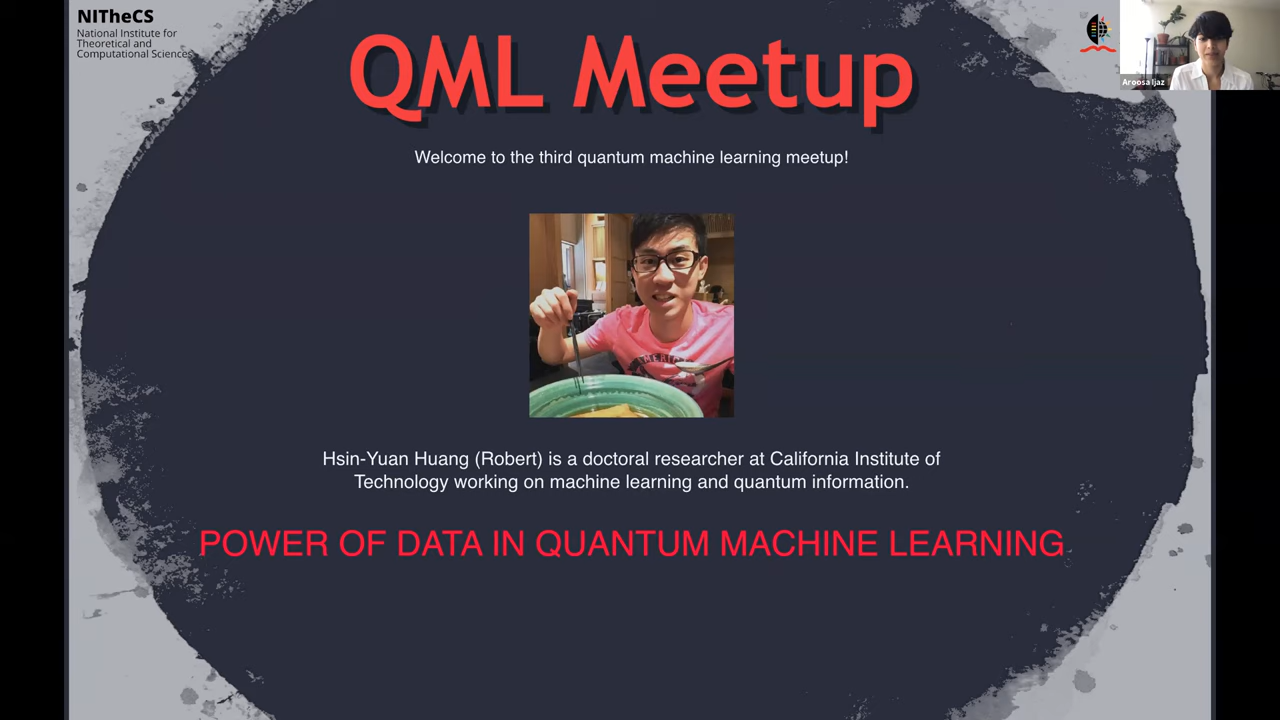 NITheCS
National Institute for
Theoretical and
Computational Sciences
QML Meetup
Aroosa Ijaz
Welcome to the third quantum machine learning meetup!
Hsin-Yuan Huang (Robert) is a doctoral researcher at California Institute of
Technology working on machine learning and quantum information.
POWER OF DATA IN QUANTUM MACHINE LEARNING